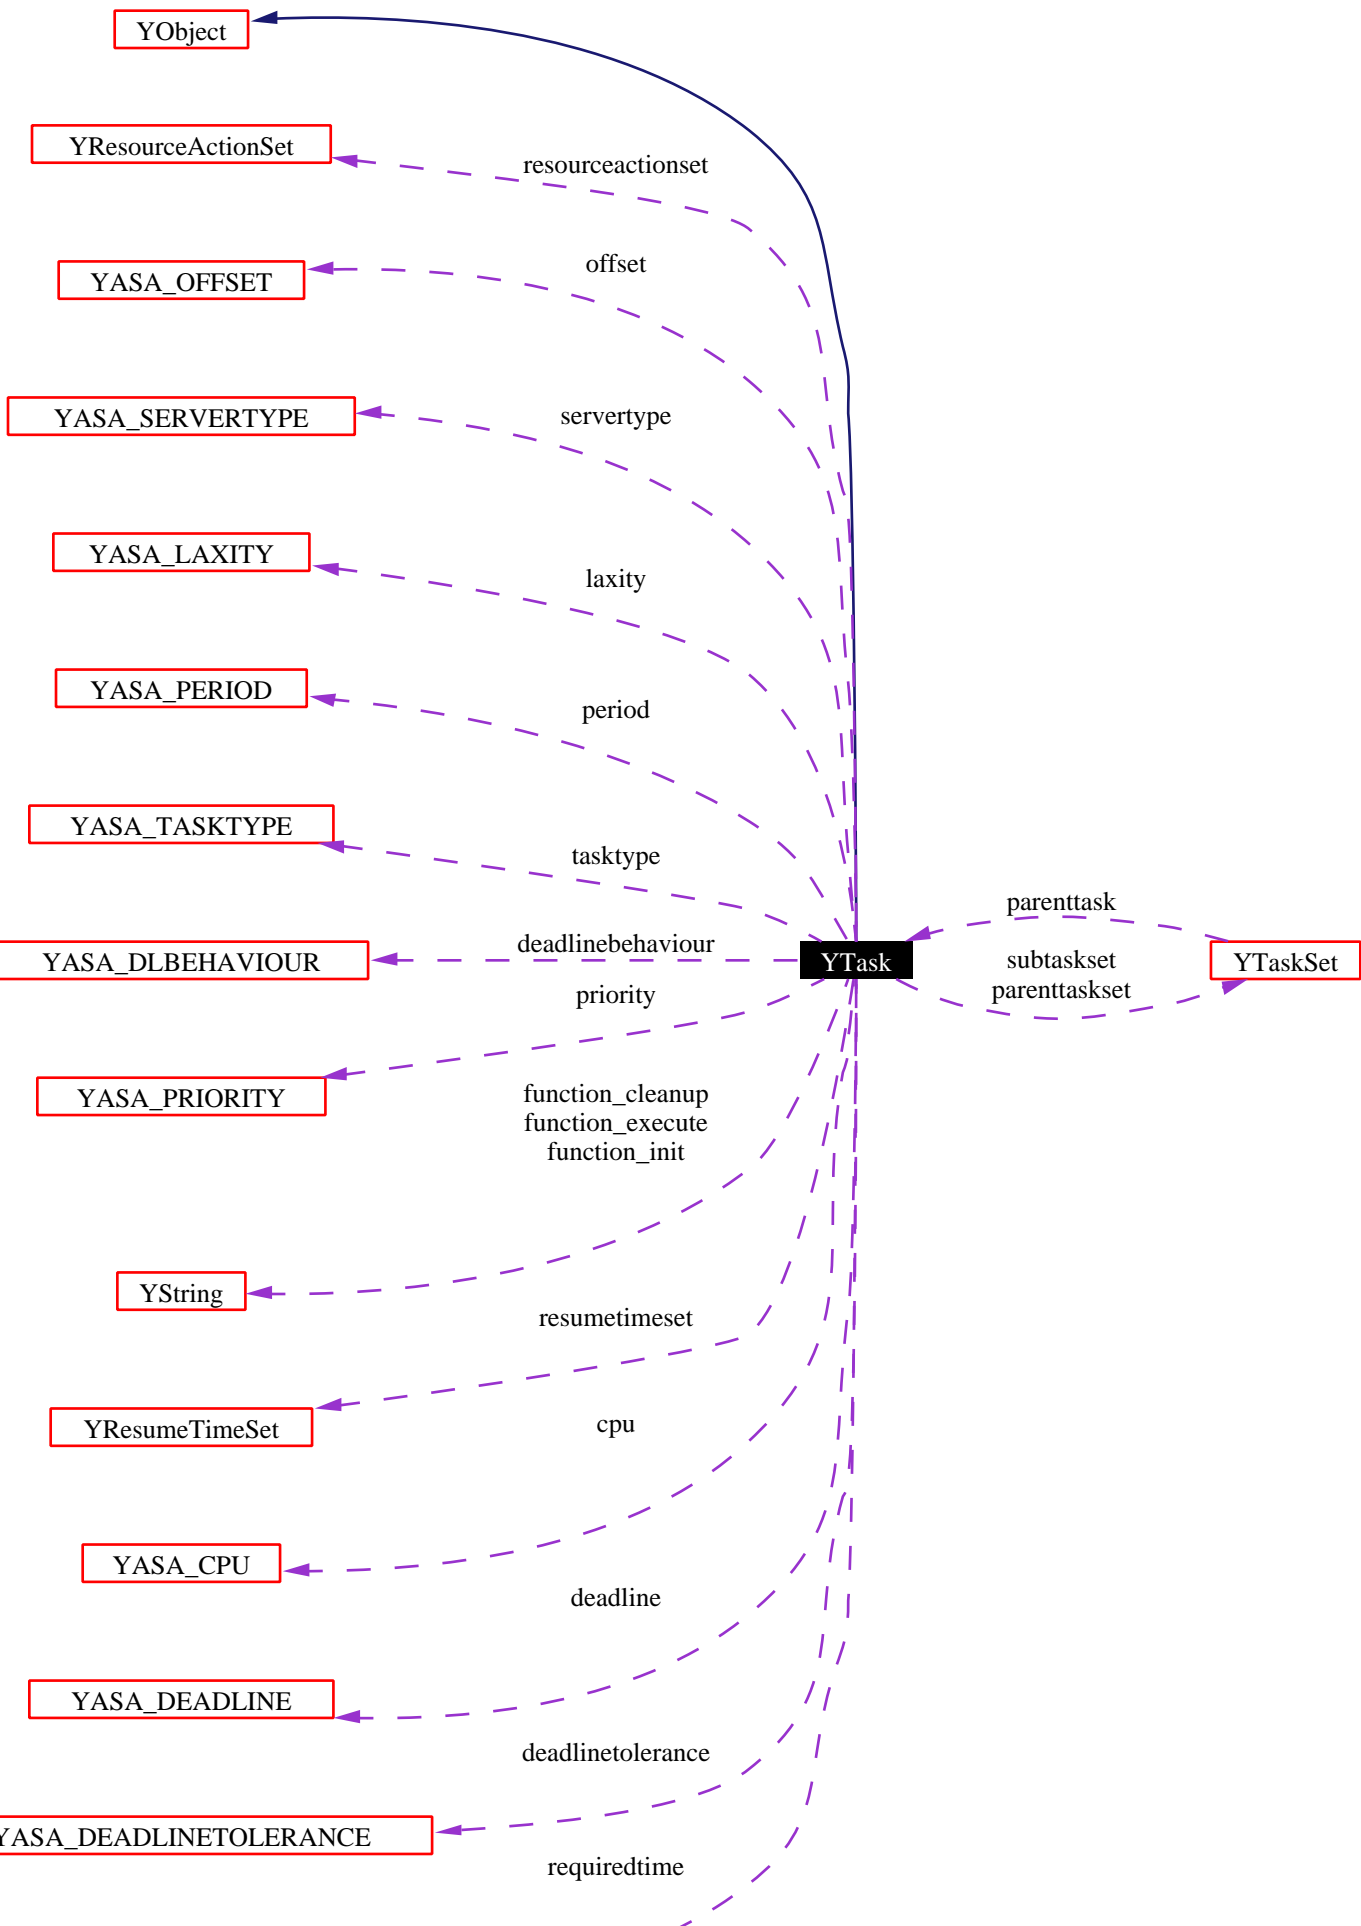 YObject
YResourceActionSet
resourceactionset
YASA_OFFSET
offset
YASA_SERVERTYPE
servertype
YASA_LAXITY
laxity
YASA_PERIOD
period
YASA_TASKTYPE
tasktype
parenttask
deadlinebehaviour
YASA_DLBEHAVIOUR
YTask
subtaskset
parenttaskset
YTaskSet
priority
YASA_PRIORITY
function_cleanup
function_execute
function_init
YString
resumetimeset
YResumeTimeSet
cpu
YASA_CPU
deadline
YASA_DEADLINE
deadlinetolerance
YASA_DEADLINETOLERANCE
requiredtime